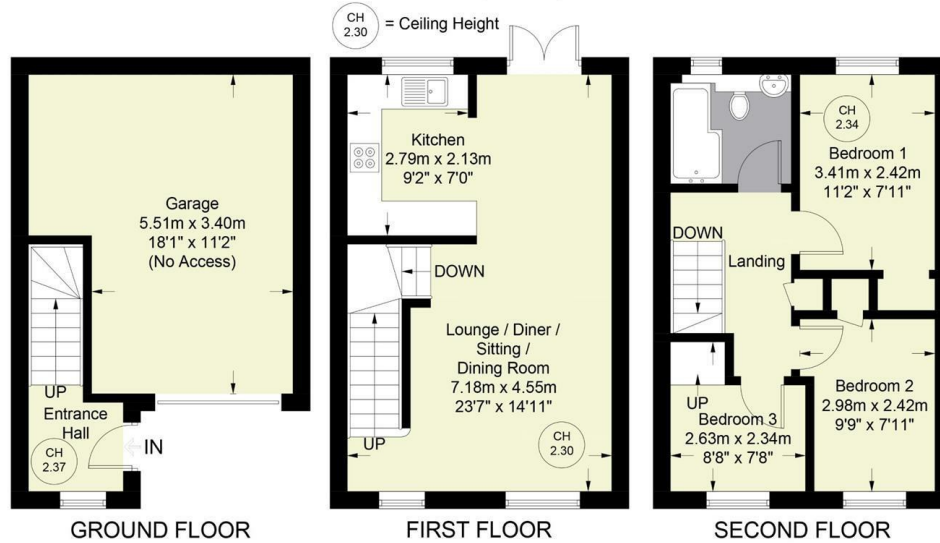 CH
2.30
= Ceiling Height
Garage
5.51m x 3.40m
18'1" x 11'2"
(No Access)
UP
Entrance
Hall
CH
2.37
IN
GROUND FLOOR
Kitchen
2.79m x 2.13m
9'2" x 7'0"
DOWN
Lounge / Diner /
Sitting /
Dining Room
7.18m x 4.55m
23'7" x 14'11"
UP
CH
2.30
FIRST FLOOR
CH
2.34
Bedroom 1
3.41m x 2.42m
11'2" x 7'11"
DOWN
Landing
UP
Bedroom 3
2.63m x 2.34m
8'8" x 7'8"
Bedroom 2
2.98m x 2.42m
9'9" x 7'11"
SECOND FLOOR